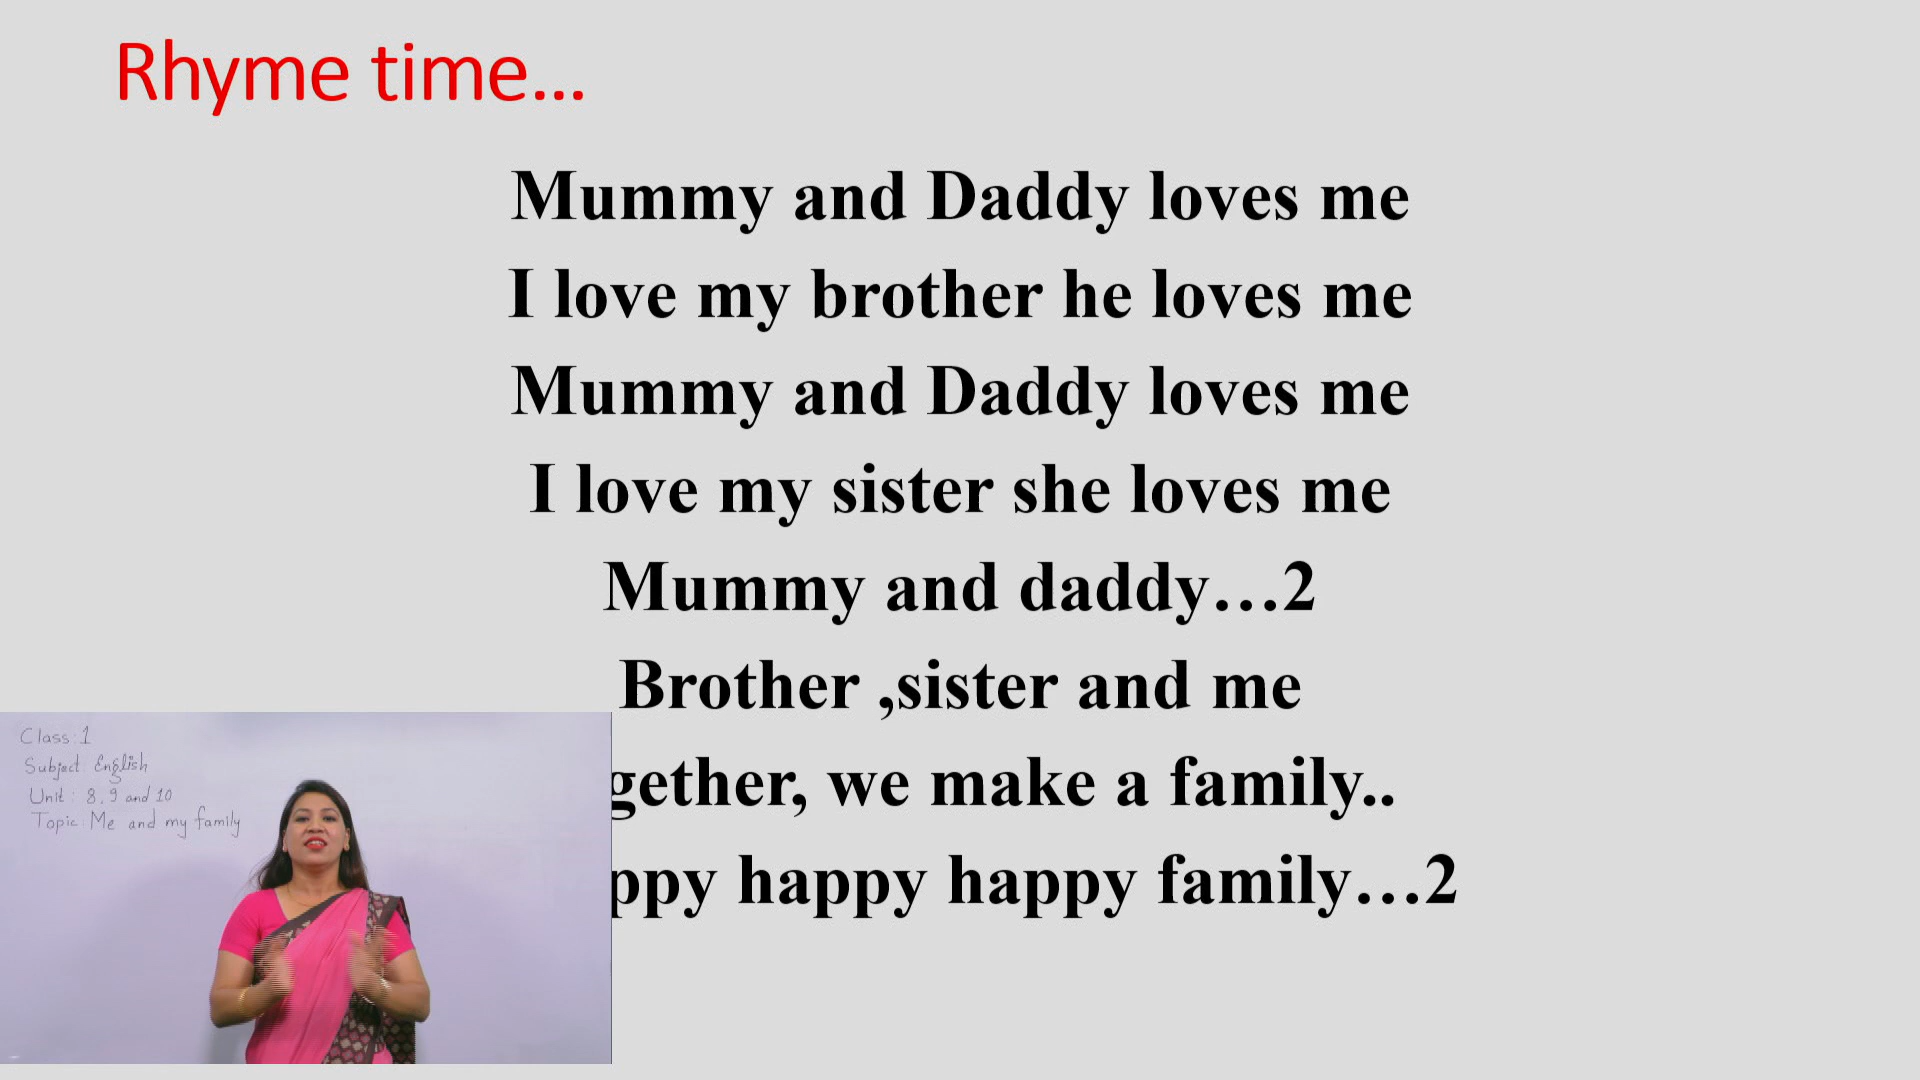 Rhyme time...
Mummy and Daddy loves me
I love my brother he loves me
Mummy and Daddy loves me
I love my sister she loves me
Mummy and daddy…2
Brother ,sister and me
gether, we make a family..
ppy happy happy family…2
Class: 1
Subject: English
Unit : 8, 9 and 10
Topic: Me and my family